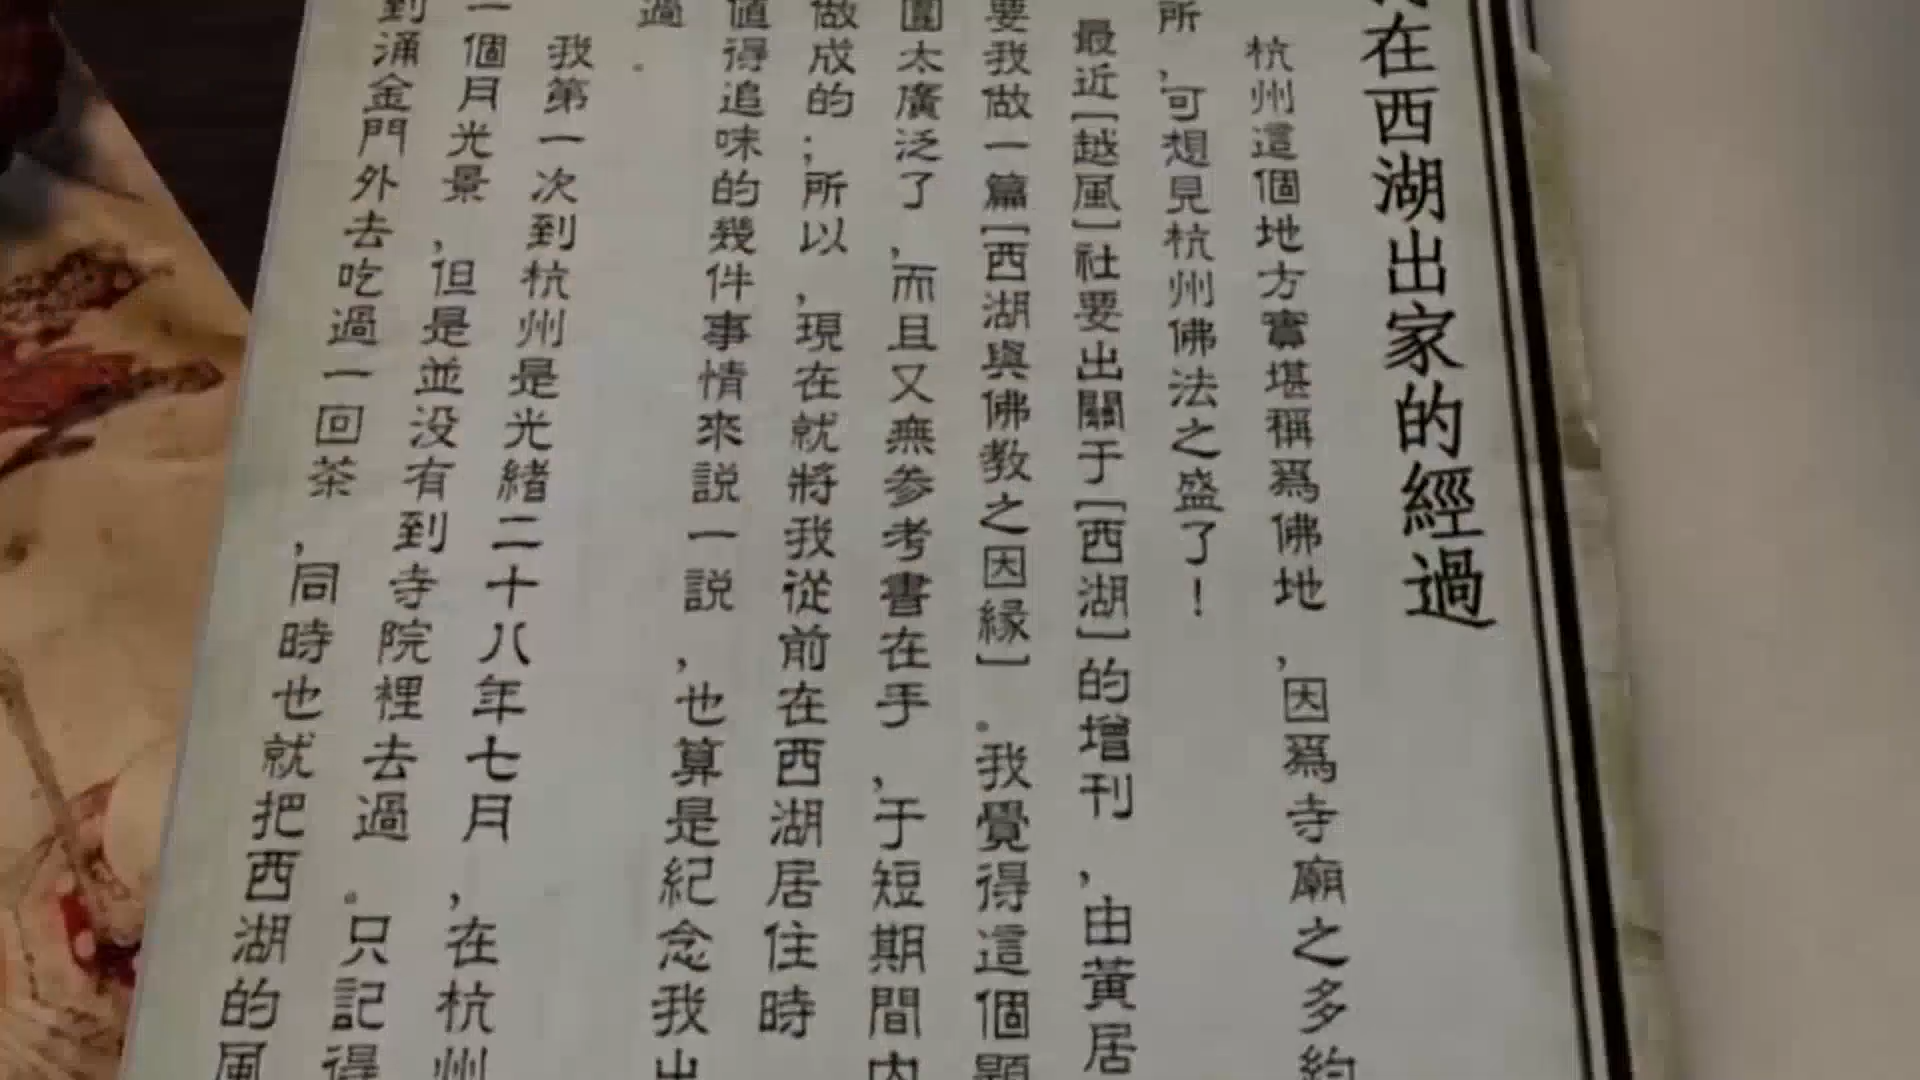 在西湖出家的經過
杭州這個地方實堪稱爲佛地，因爲寺廟之多約
所，可想見杭州佛法之盛了！
最近[越風]社要出關于[西湖]的增刊，由黃居
要我做一篇[西湖與佛教之因緣]。我覺得這個題
圍太廣泛了，而且又無参考書在手，于短期間内
做成的；所以，現在就將我從前在西湖居住時
值得追味的幾件事情來説一説，也算是紀念我出
過。
我第一次到杭州是光緒二十八年七月，在杭州
一個月光景，但是並没有到寺院裡去過。只記得
到涌金門外去吃過一回茶，同時也就把西湖的風